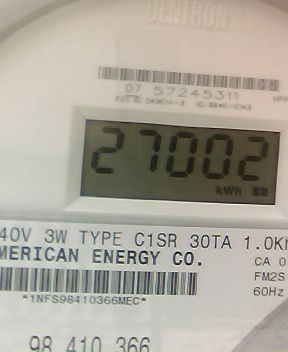 CENTRON
07 57245311
27002
kWh
40V 3W TYPE C1SR 30TA 1.0K
MERICAN ENERGY CO.
CA 0
FM2S
60Hz
*1NFS98410366MEC*
98 410 366